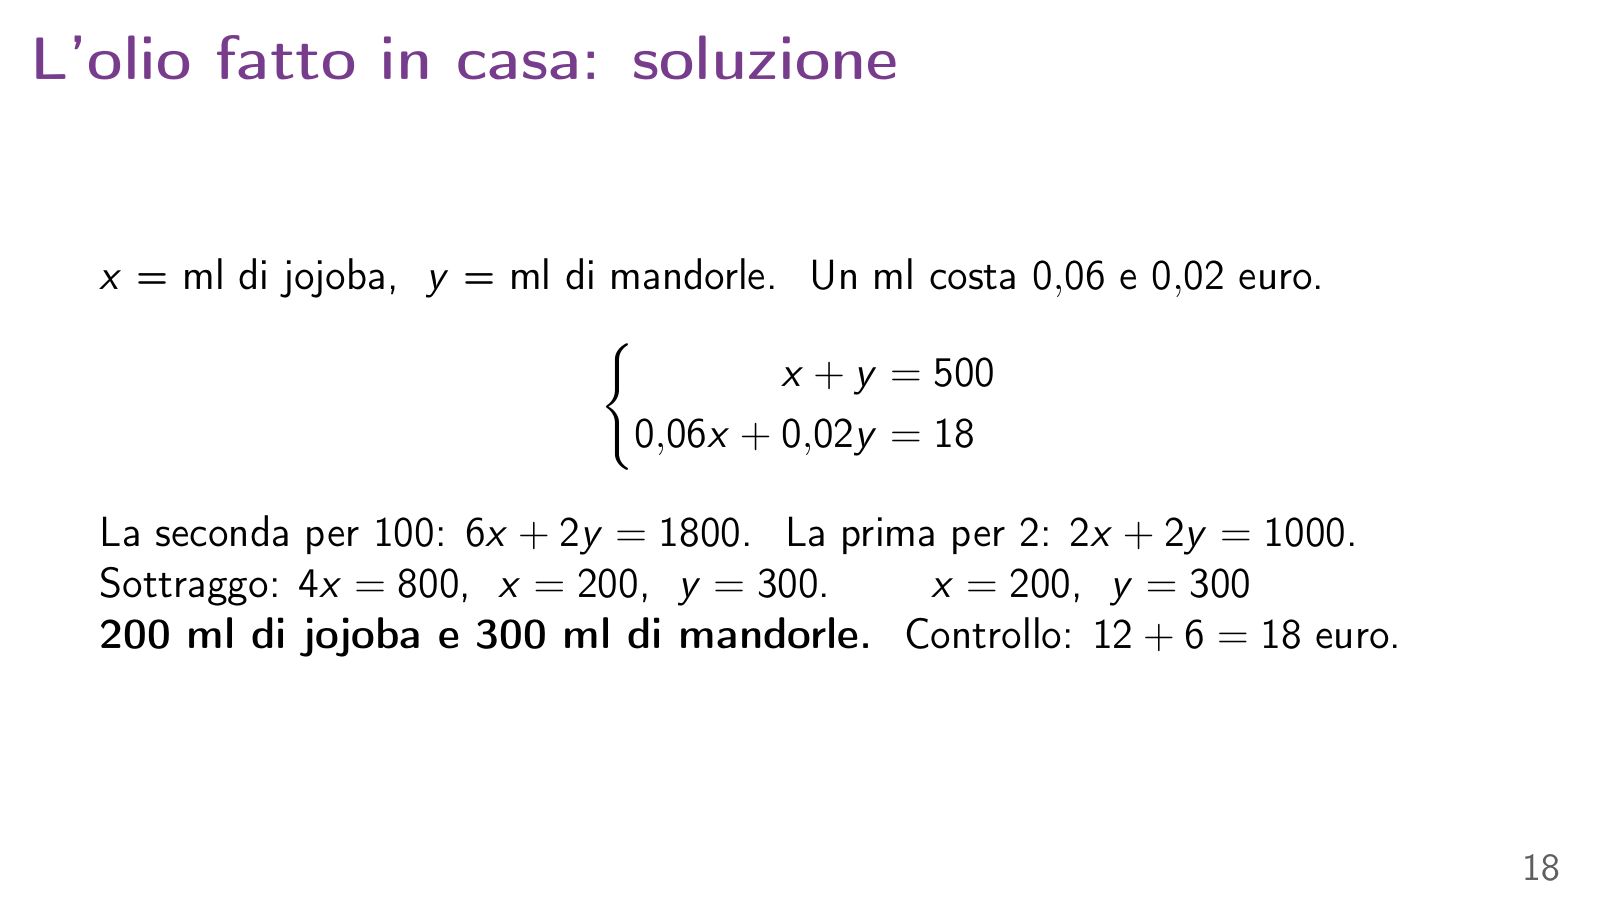 L'olio fatto in casa: soluzione
x = ml di jojoba, y = ml di mandorle. Un ml costa 0,06 e 0,02 euro.
x + y = 500
0,06x + 0,02y = 18
La seconda per 100: 6x + 2y = 1800. La prima per 2: 2x + 2y = 1000.
Sottraggo: 4x = 800, x = 200, y = 300. x = 200, y = 300
200 ml di jojoba e 300 ml di mandorle. Controllo: 12 + 6 = 18 euro.
18